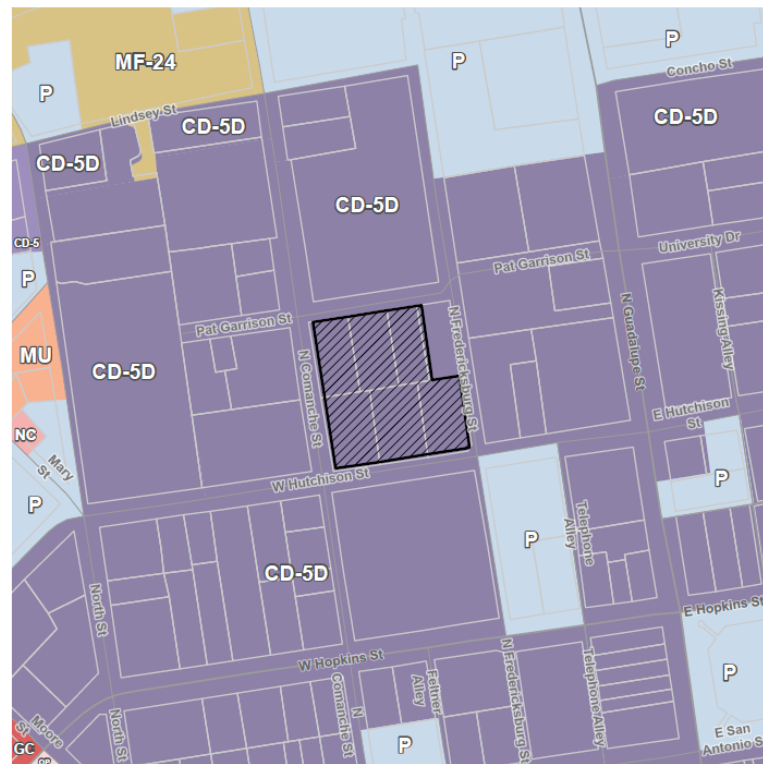 P
MF-24
P
P
Concho St
Lindsey St
CD-5D
CD-5D
CD-5D
CD-5D
CD-5
University Dr
Pat Garrison St
P
Kissing Alley
N Guadalupe St
Pat Garrison St
N Fredericksburg St
MU
CD-5D
N Comanche St
E Hutchison
St
NC
Mary
St
W Hutchison St
P
P
Telephone
Alley
P
CD-5D
North St
E Hopkins St
W Hopkins St
N Fredericksburg St
Telephone Alley
Feltner
Alley
N
Comanche St
P
P
North St
Moore
St
E San
Antonio S
GC